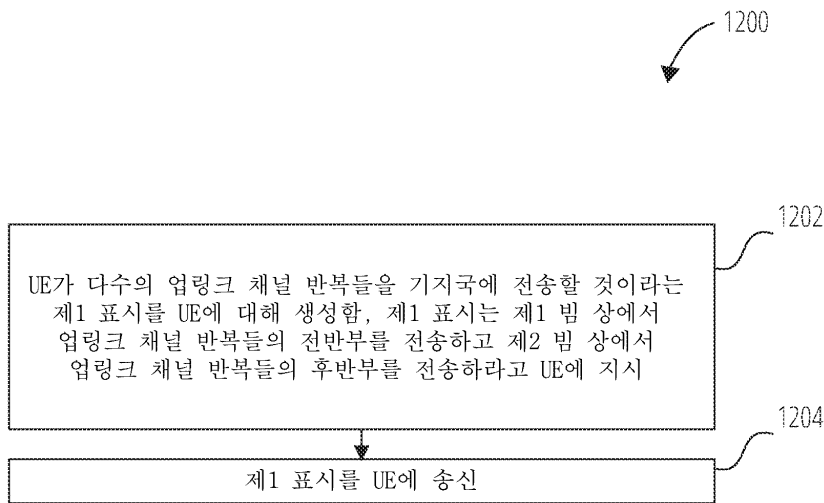 1200
1202
UE가 다수의 업링크 채널 반복들을 기지국에 전송할 것이라는
제1 표시를 UE에 대해 생성함, 제1 표시는 제1 빔 상에서
업링크 채널 반복들의 전반부를 전송하고 제2 빔 상에서
업링크 채널 반복들의 후반부를 전송하라고 UE에 지시
1204
제1 표시를 UE에 송신